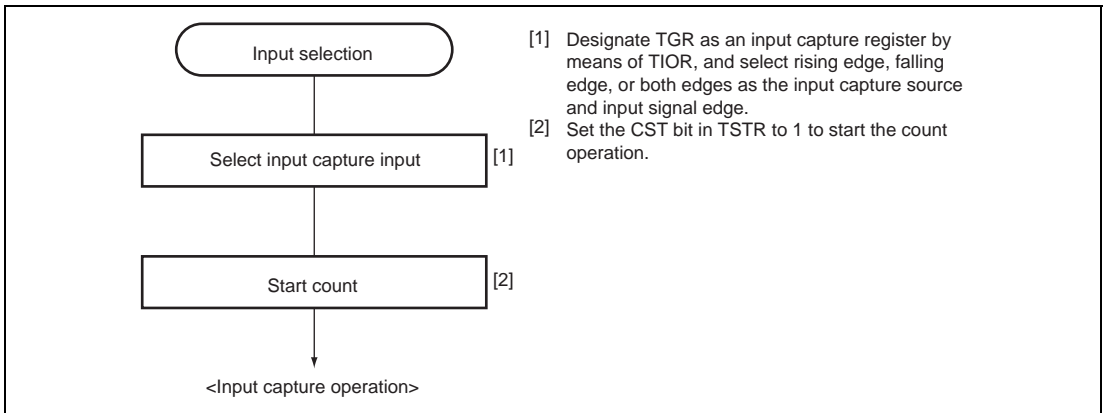 Input selection
Select input capture input
[1]
Start count
[2]
<Input capture operation>
[1] Designate TGR as an input capture register by
means of TIOR, and select rising edge, falling
edge, or both edges as the input capture source
and input signal edge.
[2] Set the CST bit in TSTR to 1 to start the count
operation.